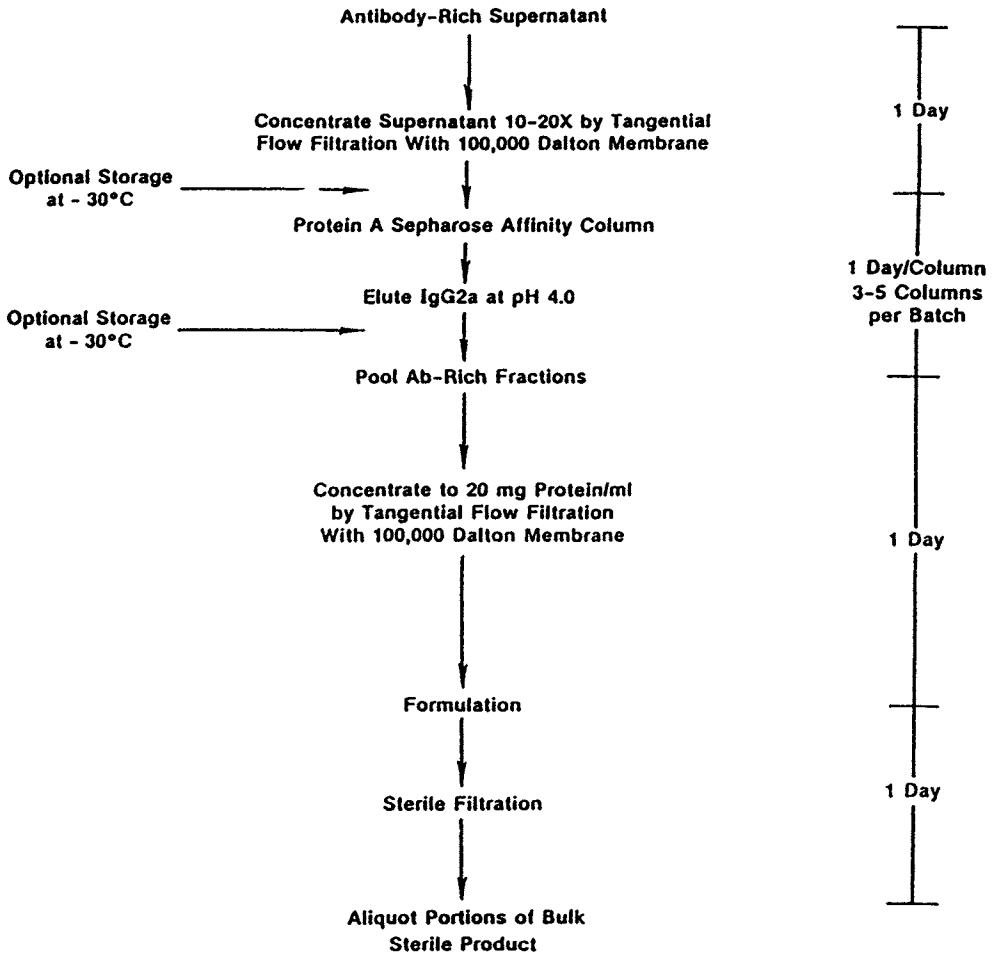 Antibody-Rich Supernatant
1 Day
Concentrate Supernatant 10-20X by Tangential
Flow Filtration With 100,000 Dalton Membrane
Optional Storage
at - 30°C
Protein A Sepharose Affinity Column
1 Day/Column
3-5 Columns
per Batch
Elute IgG2a at pH 4.0
Optional Storage
at - 30°C
Pool Ab-Rich Fractions
Concentrate to 20 mg Protein/ml
by Tangential Flow Filtration
With 100,000 Dalton Membrane
1 Day
Formulation
Sterile Filtration
1 Day
Aliquot Portions of Bulk
Sterile Product